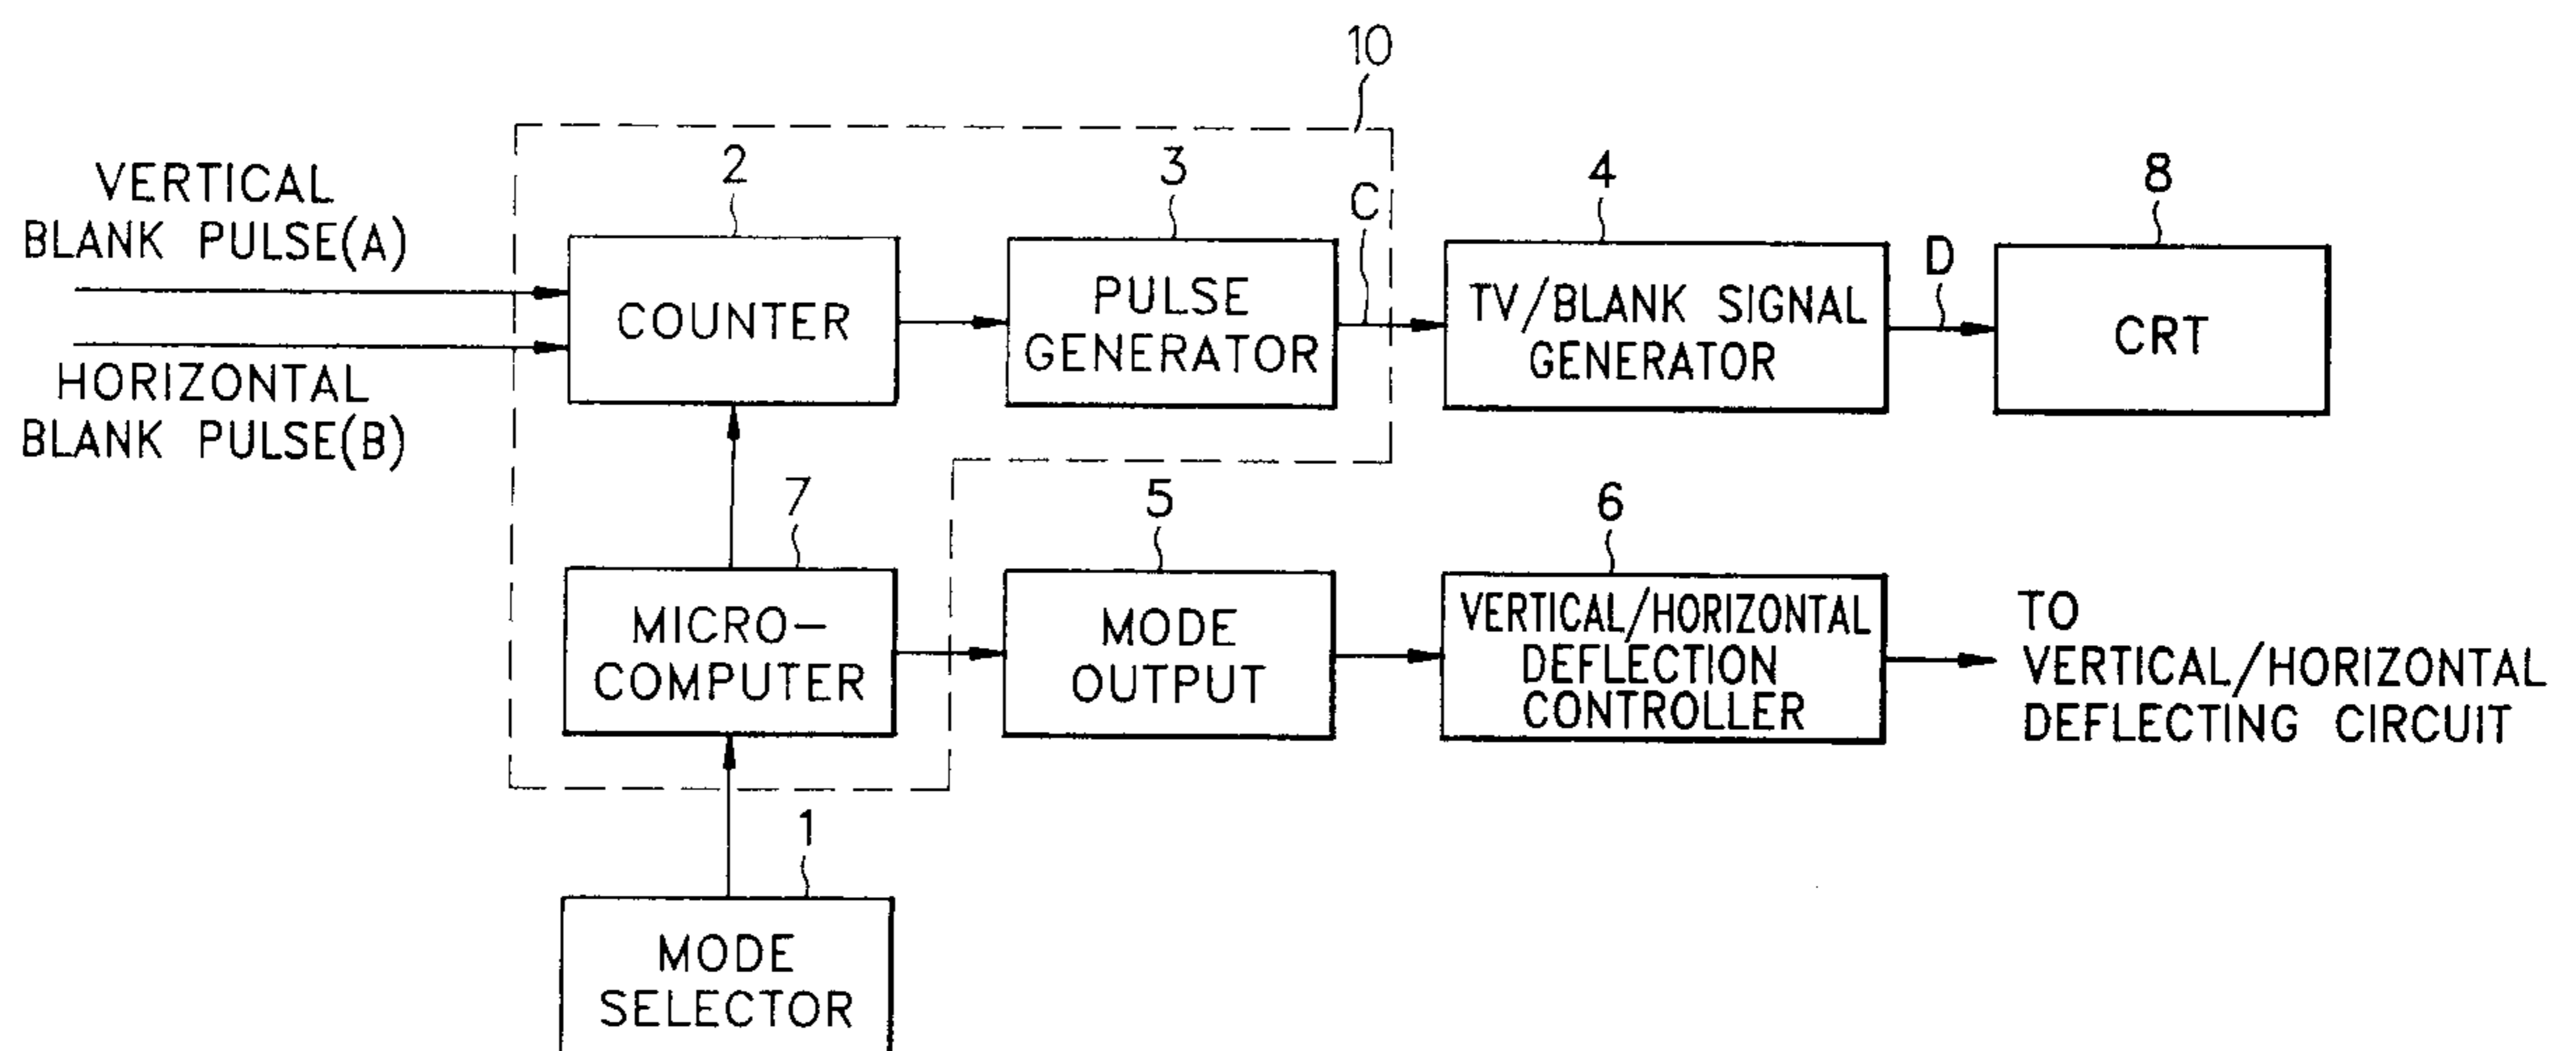 10
VERTICAL
BLANK PULSE(A)
HORIZONTAL
BLANK PULSE(B)
2
COUNTER
3
PULSE
GENERATOR
C
4
TV/BLANK SIGNAL
GENERATOR
D
8
CRT
7
MICRO-
COMPUTER
5
MODE
OUTPUT
6
VERTICAL/HORIZONTAL
DEFLECTION
CONTROLLER
TO
VERTICAL/HORIZONTAL
DEFLECTING CIRCUIT
1
MODE
SELECTOR